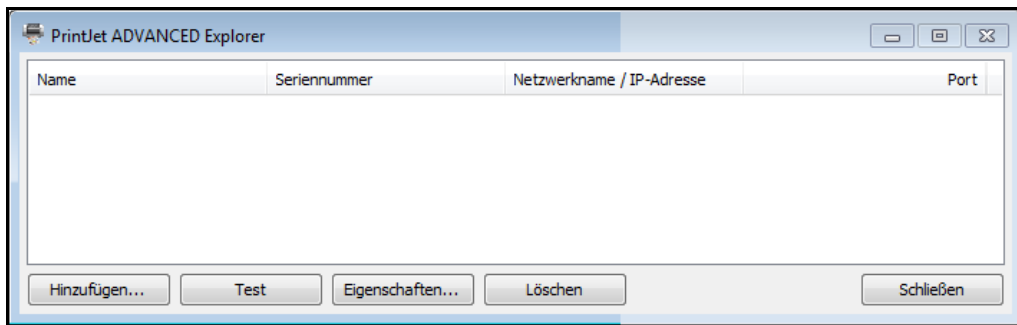 PrintJet ADVANCED Explorer
Name Seriennummer Netzwerkname / IP-Adresse Port
Hinzufügen... Test Eigenschaften... Löschen Schließen